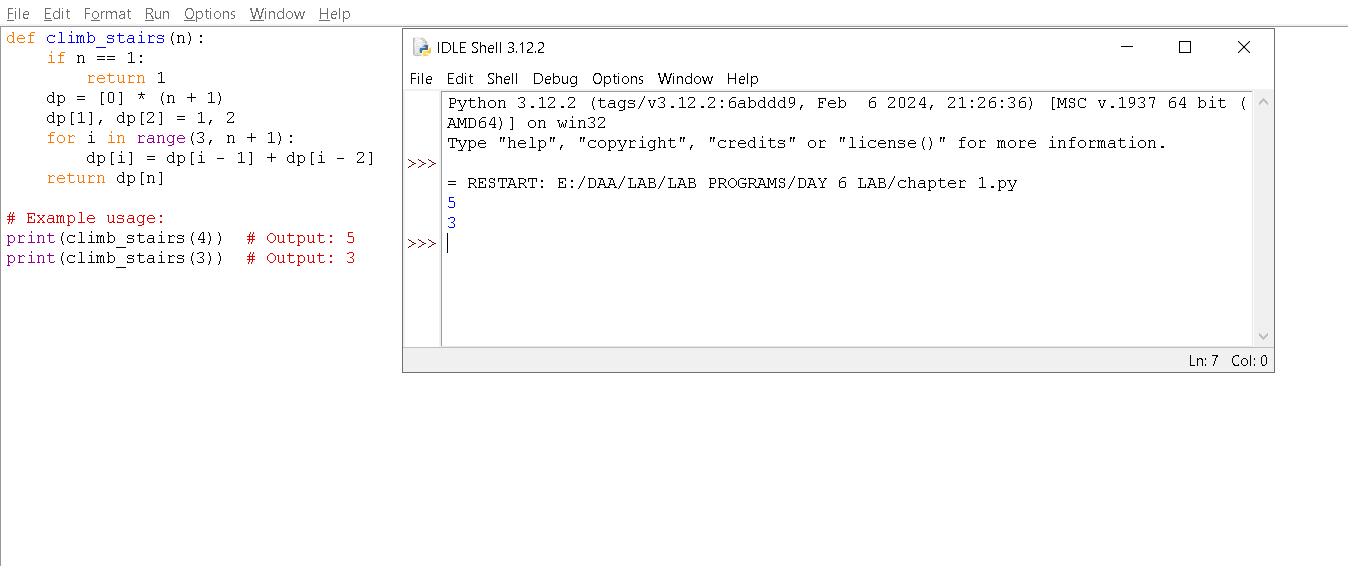 File Edit Format Run Options Window Help
def climb_stairs(n):
    if n == 1:
        return 1
    dp = [0] * (n + 1)
    dp[1], dp[2] = 1, 2
    for i in range(3, n + 1):
        dp[i] = dp[i - 1] + dp[i - 2]
    return dp[n]
# Example usage:
print(climb_stairs(4))  # Output: 5
print(climb_stairs(3))  # Output: 3
IDLE Shell 3.12.2
File Edit Shell Debug Options Window Help
Python 3.12.2 (tags/v3.12.2:6abddd9, Feb  6 2024, 21:26:36) [MSC v.1937 64 bit (
AMD64)] on win32
Type "help", "copyright", "credits" or "license()" for more information.
>>>
= RESTART: E:/DAA/LAB/LAB PROGRAMS/DAY 6 LAB/chapter 1.py
5
3
>>>
Ln: 7 Col: 0